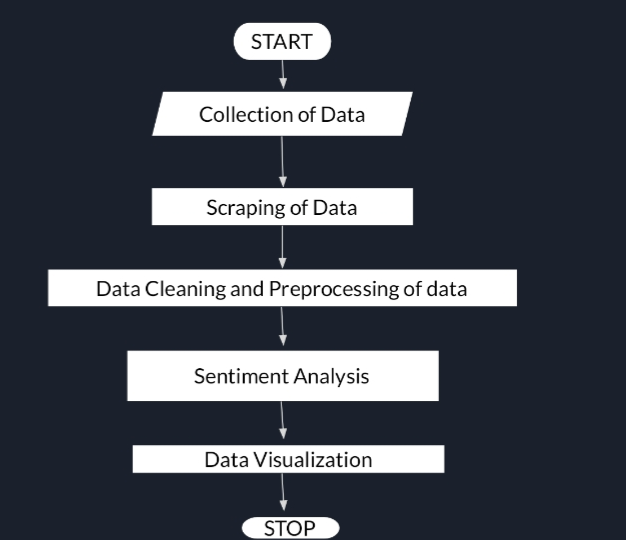 START
Collection of Data
Scraping of Data
Data Cleaning and Preprocessing of data
Sentiment Analysis
Data Visualization
STOP